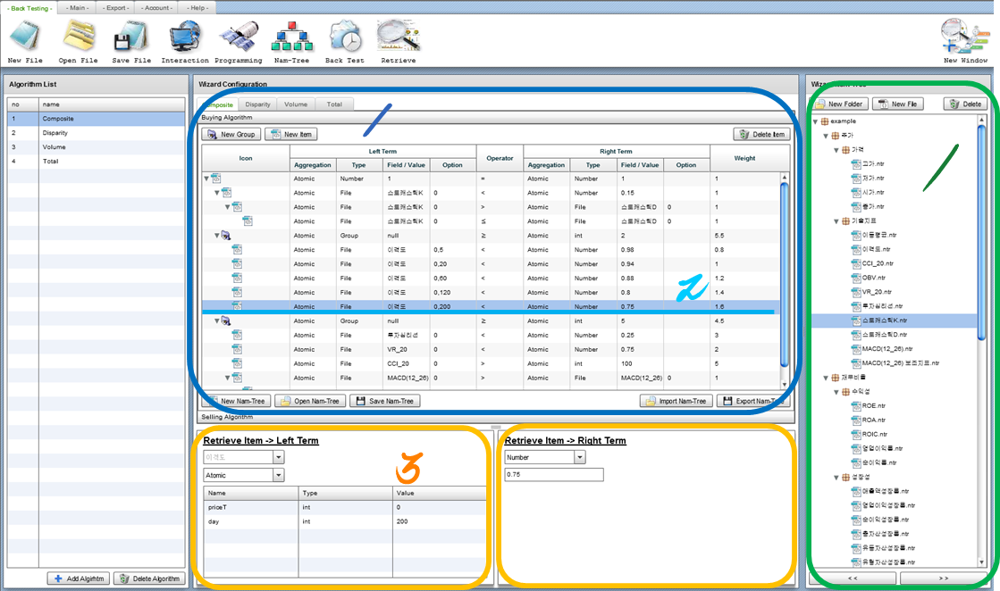 - Back Testing - - Main - - Export - - Account - - Help -
New File Open File Save File Interaction Programming Nam-Tree Back Test Retrieve New Window
Algorithm List
no name
1 Composite
2 Disparity
3 Volume
4 Total
Add Algirhtm Delete Algorithm
Wizard Configuration
Composite Disparity Volume Total
Buying Algorithm
New Group New Item Delete Item
Icon Left Term Operator Right Term Weight
Aggregation Type Field / Value Option Aggregation Type Field / Value Option
Atomic Number 1 = Atomic Number 1 1
Atomic File 스토캐스틱K 0 < Atomic Number 0.15 1
Atomic File 스토캐스틱K 0 > Atomic File 스토캐스틱D 0 1
Atomic File 스토캐스틱K 0 ≤ Atomic File 스토캐스틱D 0 1
Atomic Group null ≥ Atomic int 2 5.5
Atomic File 이격도 0,5 < Atomic Number 0.98 0.8
Atomic File 이격도 0,20 < Atomic Number 0.94 1
Atomic File 이격도 0,60 < Atomic Number 0.88 1.2
Atomic File 이격도 0,120 < Atomic Number 0.8 1.4
Atomic File 이격도 0,200 < Atomic Number 0.75 1.6
Atomic Group null ≥ Atomic int 5 4.5
Atomic File 투자심리선 0 < Atomic Number 0.25 3
Atomic File VR_20 0 < Atomic Number 0.75 2
Atomic File CCI_20 0 > Atomic int 100 5
Atomic File MACD(12_26) 0 > Atomic File MACD(12_26) 0 1
New Nam-Tree Open Nam-Tree Save Nam-Tree Import Nam-Tree Export Nam-Tree
Selling Algorithm
1
2
3
Retrieve Item -> Left Term
이격도
Atomic
Name Type Value
priceT int 0
day int 200
Retrieve Item -> Right Term
Number
0.75
New Folder New File Delete
example
주가
가격
고가.ntr
저가.ntr
시가.ntr
종가.ntr
기술지표
이동평균.ntr
이격도.ntr
CCI_20.ntr
OBV.ntr
VR_20.ntr
투자심리선.ntr
스토캐스틱K.ntr
스토캐스틱D.ntr
MACD(12_26).ntr
MACD(12_26) 보조지표.ntr
재무비율
수익성
ROE.ntr
ROA.ntr
ROIC.ntr
영업이익률.ntr
순이익률.ntr
성장성
매출액성장률.ntr
영업이익성장률.ntr
순이익성장률.ntr
총자산성장률.ntr
유동자산성장률.ntr
유형자산성장률.ntr
<< >>